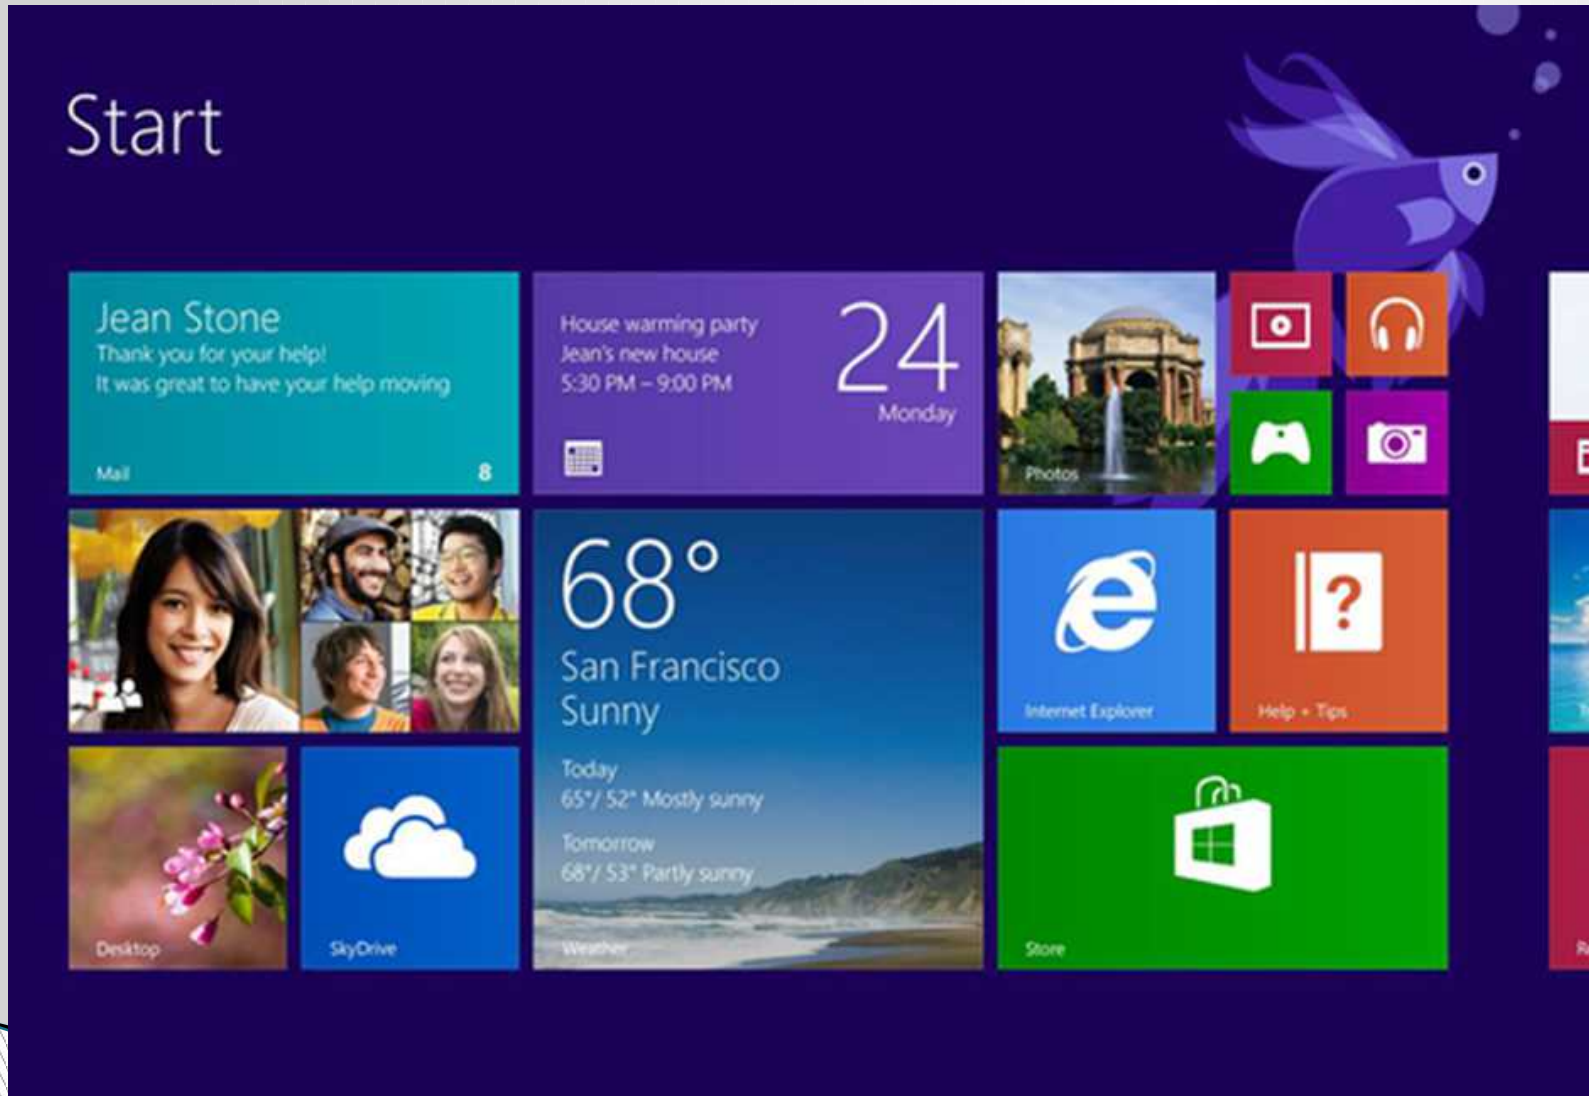 Start
Jean Stone
Thank you for your help!
It was great to have your help moving
Mail
8
House warming party
Jean's new house
5:30 PM – 9:00 PM
24
Monday
Photos
68°
San Francisco
Sunny
Today
65°/ 52° Mostly sunny
Tomorrow
68°/ 53° Partly sunny
Weather
Internet Explorer
?
Help + Tips
Desktop
SkyDrive
Store